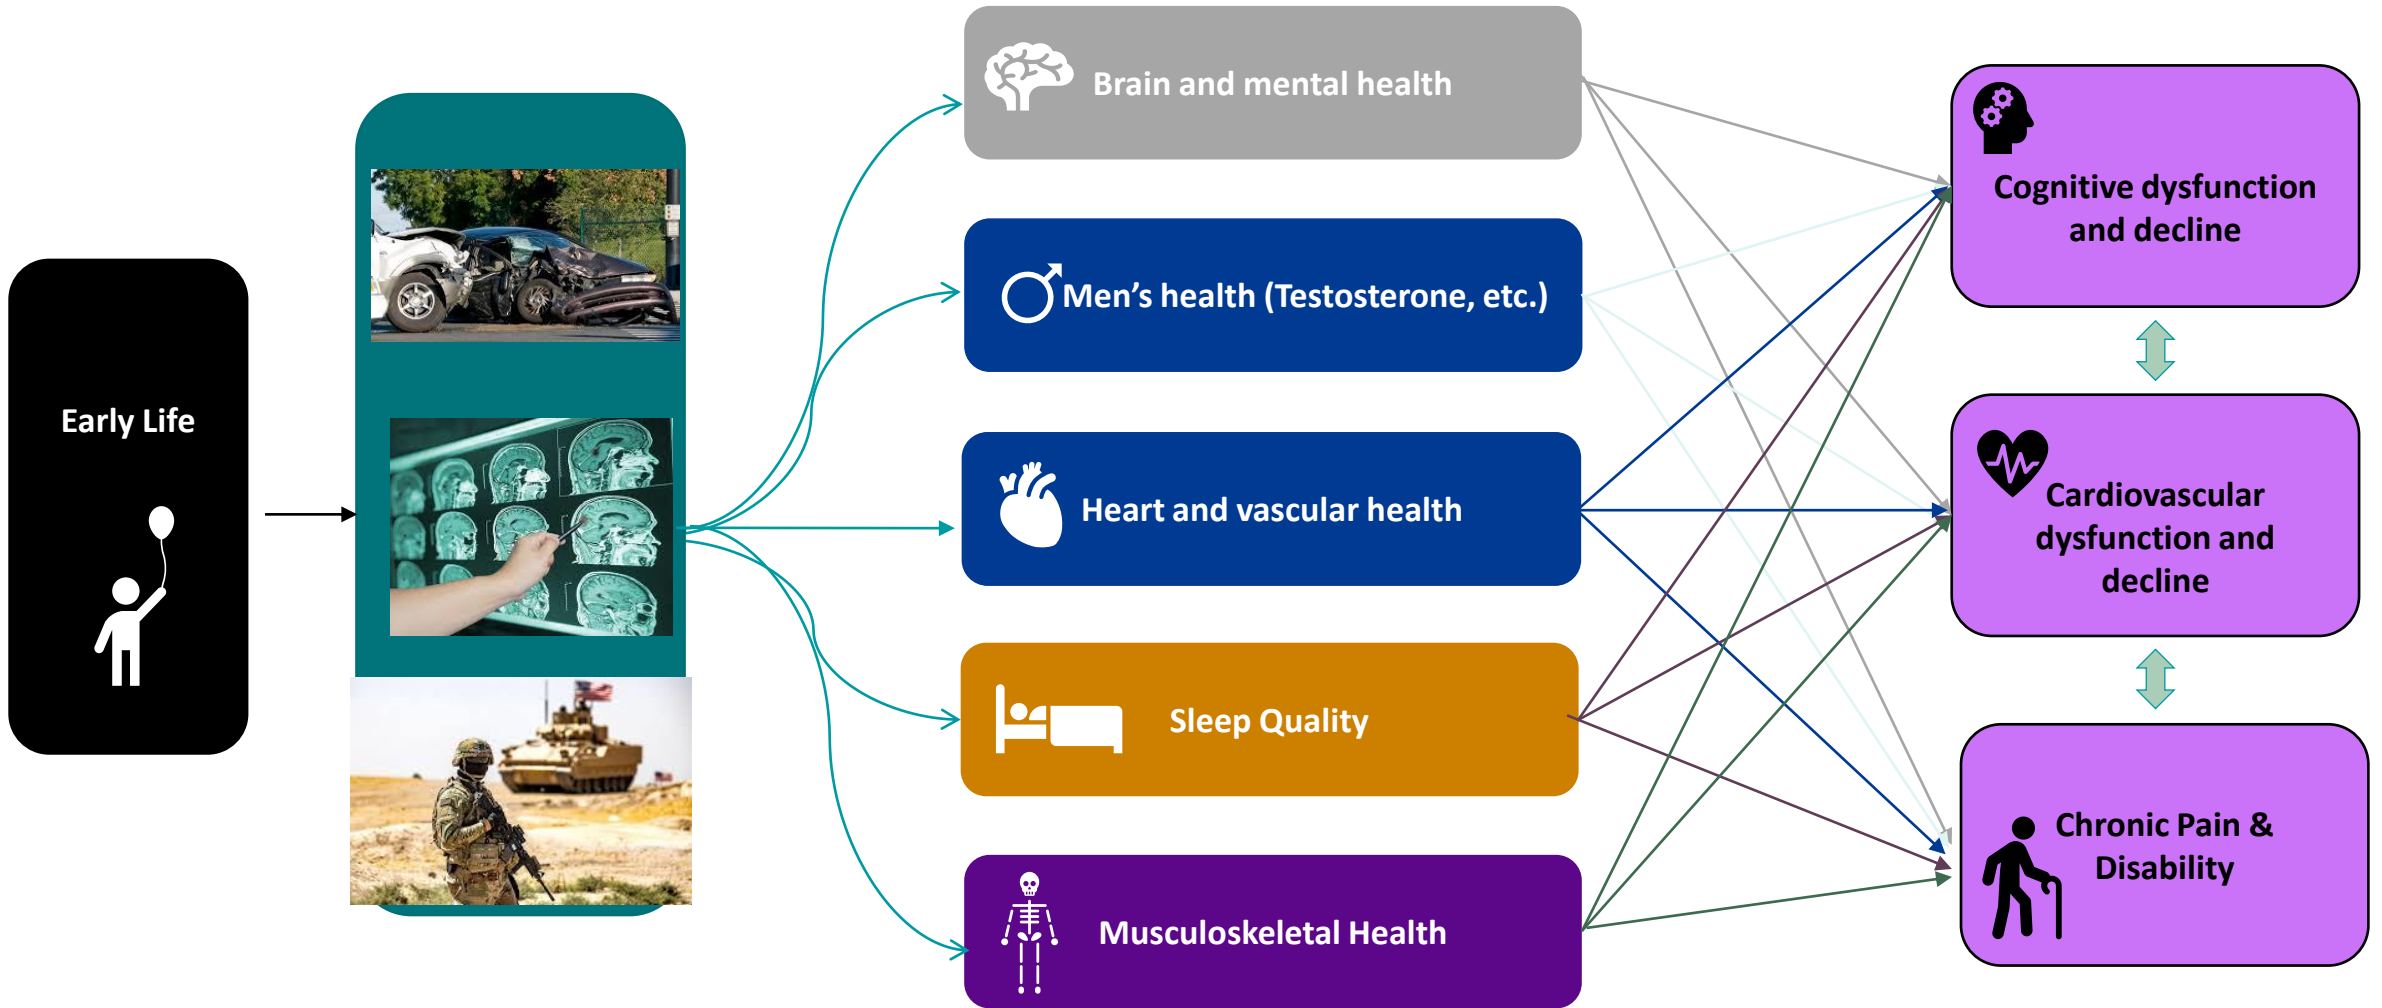 Early Life
Brain and mental health
Men’s health (Testosterone, etc.)
Heart and vascular health
Sleep Quality
Musculoskeletal Health
Cognitive dysfunction
and decline
Cardiovascular
dysfunction and
decline
Chronic Pain &
Disability